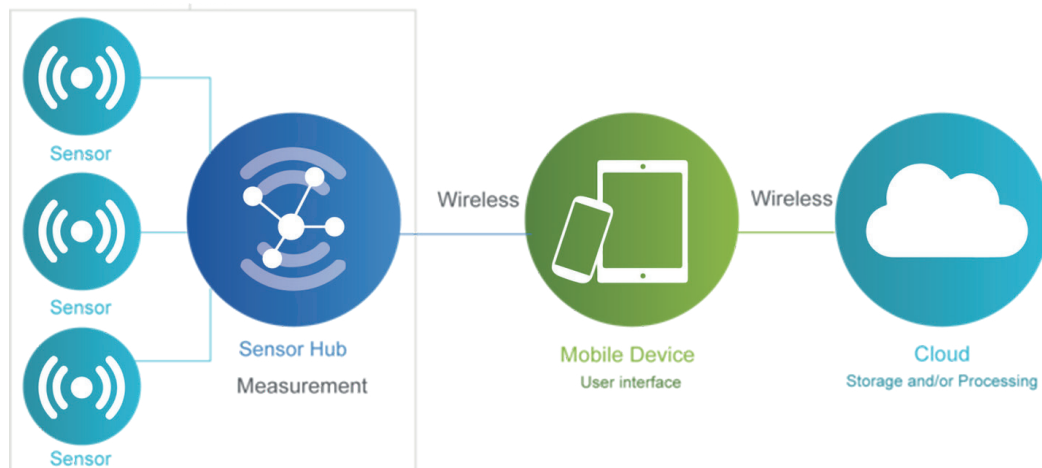 Sensor
Sensor
Sensor
Sensor Hub
Measurement
Wireless
Mobile Device
User interface
Wireless
Cloud
Storage and/or Processing